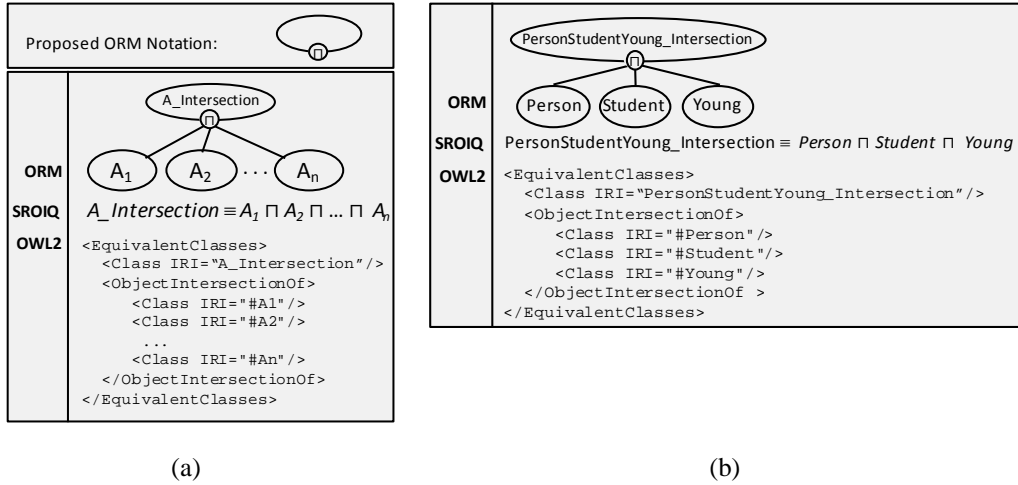 Proposed ORM Notation:
⊓
A_Intersection
⊓
ORM
A1 A2 · · · An
SROIQ
A_Intersection ≡ A1 ⊓ A2 ⊓ ... ⊓ An
OWL2
<EquivalentClasses>
<Class IRI=“A_Intersection”/>
<ObjectIntersectionOf>
<Class IRI="#A1"/>
<Class IRI="#A2"/>
...
<Class IRI="#An"/>
</ObjectIntersectionOf>
</EquivalentClasses>
(a)
PersonStudentYoung_Intersection
⊓
ORM
Person Student Young
SROIQ
PersonStudentYoung_Intersection ≡ Person ⊓ Student ⊓ Young
OWL2
<EquivalentClasses>
<Class IRI=“PersonStudentYoung_Intersection”/>
<ObjectIntersectionOf>
<Class IRI="#Person"/>
<Class IRI="#Student"/>
<Class IRI="#Young"/>
</ObjectIntersectionOf >
</EquivalentClasses>
(b)